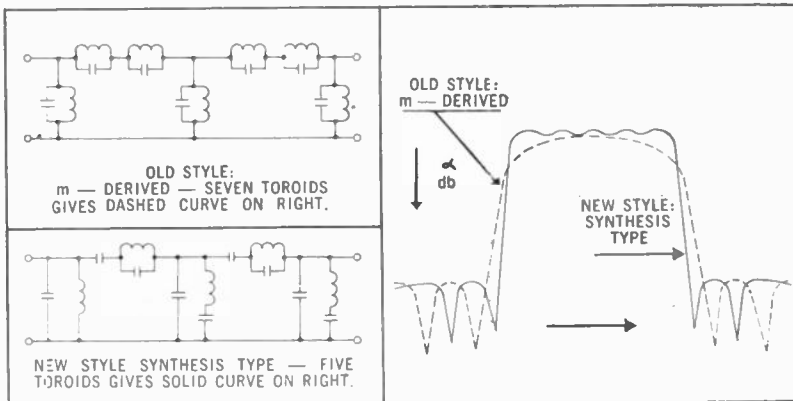 OLD STYLE:
m — DERIVED — SEVEN TOROIDS
GIVES DASHED CURVE ON RIGHT.
NEW STYLE SYNTHESIS TYPE — FIVE
TOROIDS GIVES SOLID CURVE ON RIGHT.
OLD STYLE:
m — DERIVED
α
db
NEW STYLE:
SYNTHESIS
TYPE